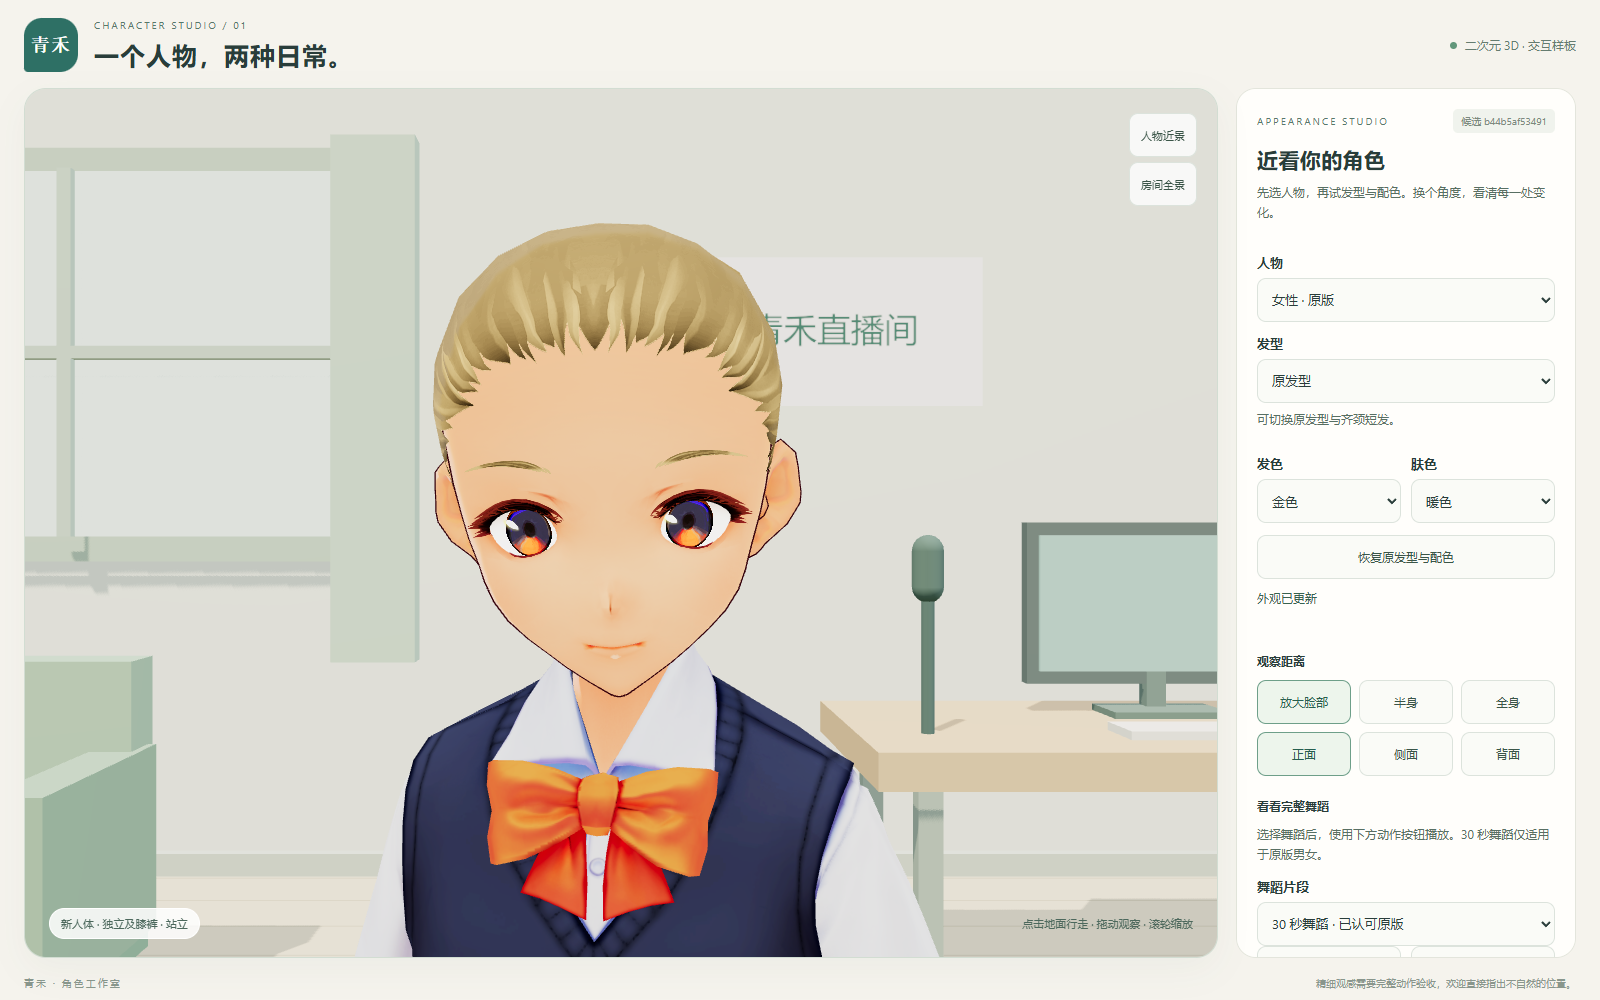 青禾
CHARACTER STUDIO / 01
一个人物，两种日常。
二次元 3D · 交互样板
人物近景
房间全景
青禾直播间
新人体 · 独立及膝裤 · 站立
点击地面行走 · 拖动观察 · 滚轮缩放
APPEARANCE STUDIO
候选 b44b5af53491
近看你的角色
先选人物，再试发型与配色。换个角度，看清每一处变
化。
人物
女性 · 原版
发型
原发型
可切换原发型与齐颈短发。
发色
肤色
金色
暖色
恢复原发型与配色
外观已更新
观察距离
放大脸部
半身
全身
正面
侧面
背面
看看完整舞蹈
选择舞蹈后，使用下方动作按钮播放。30 秒舞蹈仅适用
于原版男女。
舞蹈片段
30 秒舞蹈 · 已认可原版
青禾 · 角色工作室
精细观感需要完整动作验收，欢迎直接指出不自然的位置。